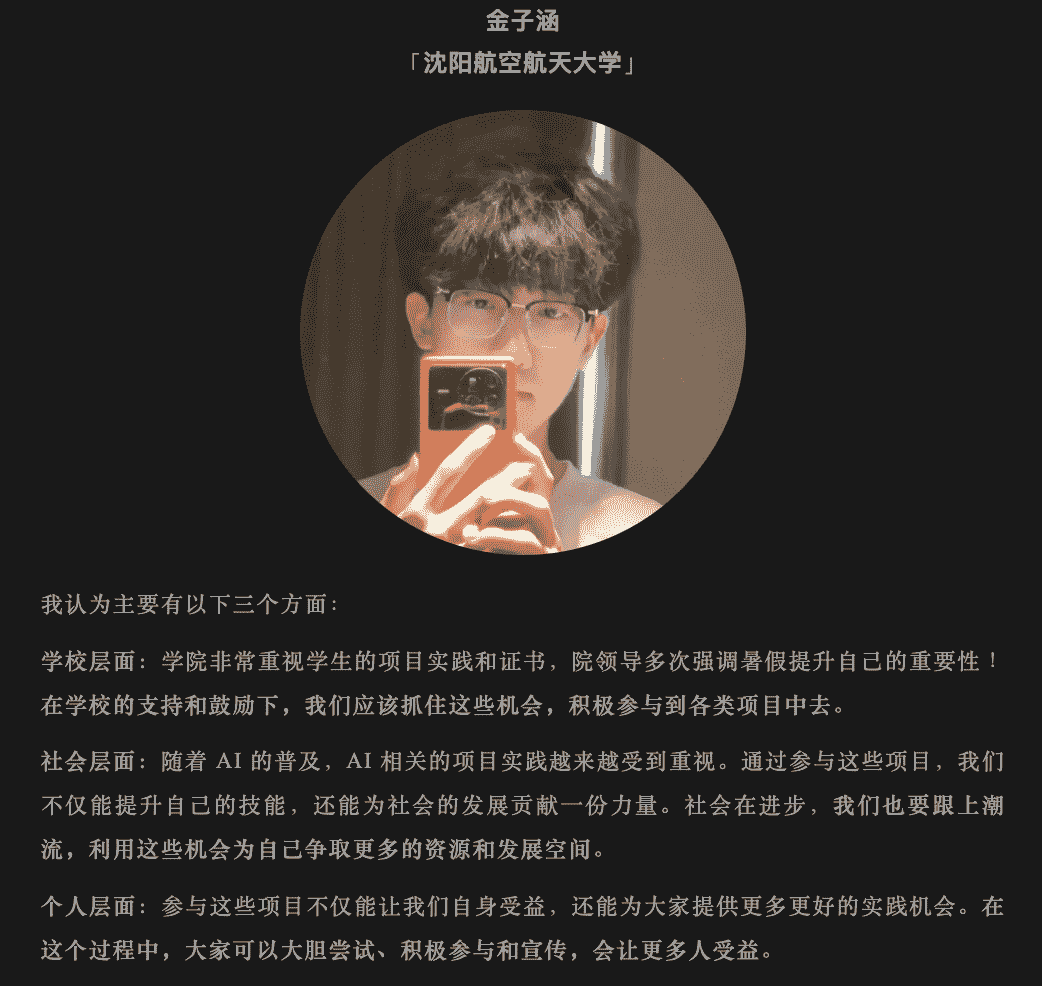 金子涵
「沈阳航空航天大学」
我认为主要有以下三个方面：
学校层面：学院非常重视学生的项目实践和证书，院领导多次强调暑假提升自己的重要性！
在学校的支持和鼓励下，我们应该抓住这些机会，积极参与到各类项目中去。
社会层面：随着 AI 的普及，AI 相关的项目实践越来越受到重视。通过参与这些项目，我们
不仅能提升自己的技能，还能为社会的发展贡献一份力量。社会在进步，我们也要跟上潮
流，利用这些机会为自己争取更多的资源和发展空间。
个人层面：参与这些项目不仅能让我们自身受益，还能为大家提供更多更好的实践机会。在
这个过程中，大家可以大胆尝试、积极参与和宣传，会让更多人受益。